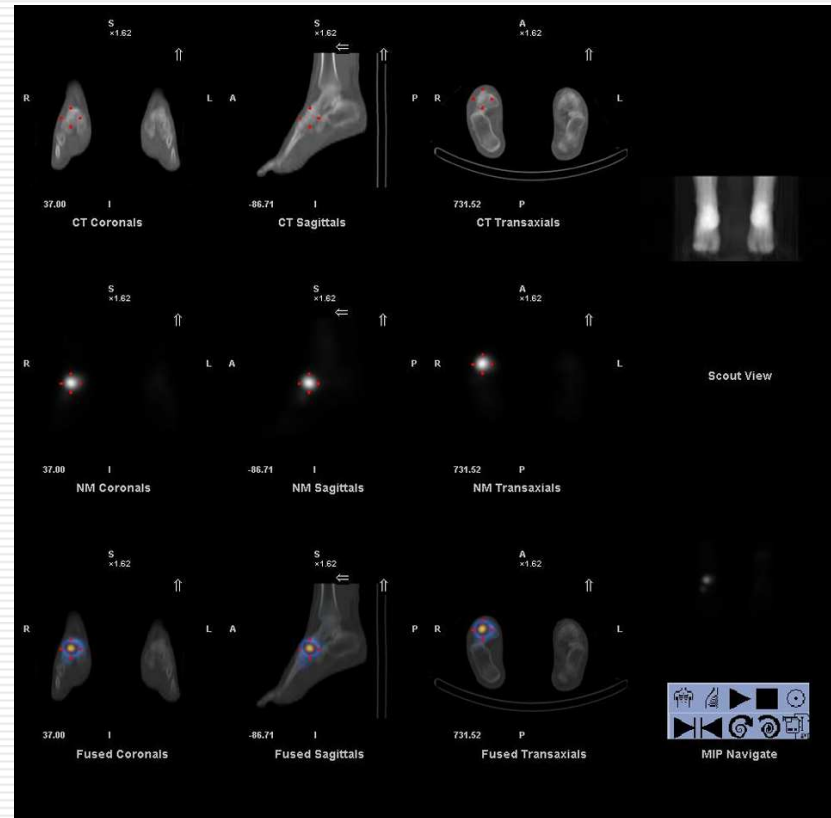 S
×1.62
R
L
37.00 I
CT Coronals
S
×1.62
A
P
-86.71 I
CT Sagittals
A
×1.62
R
L
731.52 P
CT Transaxials
S
×1.62
R
L
37.00 I
NM Coronals
S
×1.62
A
P
-86.71 I
NM Sagittals
A
×1.62
R
L
731.52 P
NM Transaxials
Scout View
S
×1.62
R
L
37.00 I
Fused Coronals
S
×1.62
A
P
-86.71 I
Fused Sagittals
A
×1.62
R
L
731.52 P
Fused Transaxials
MIP Navigate